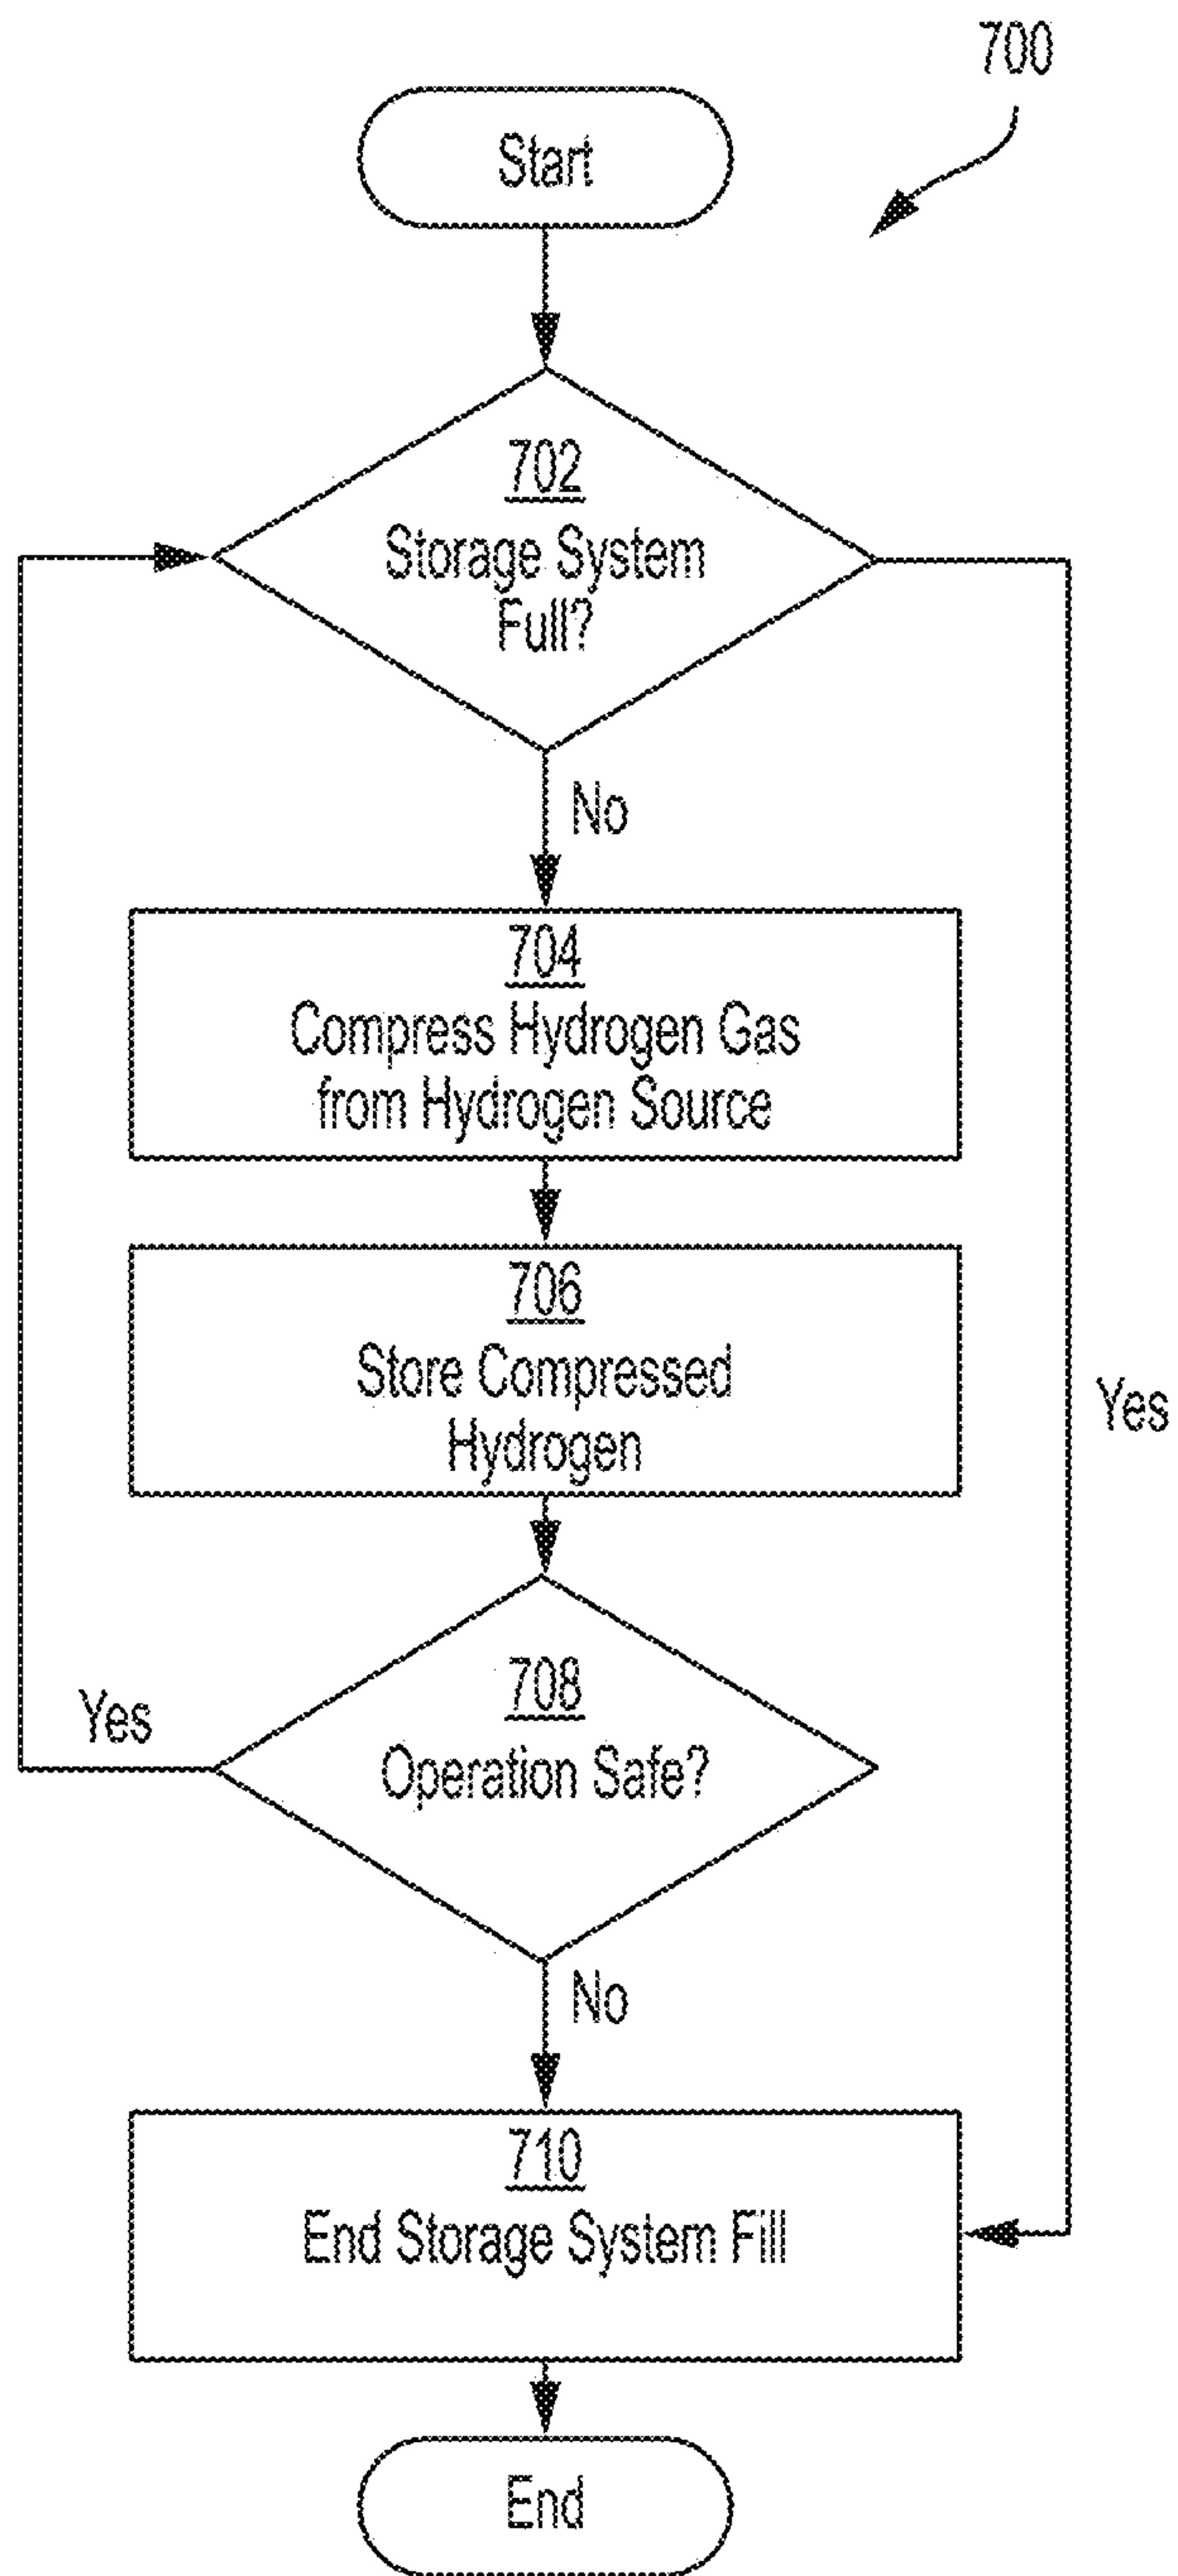 700
Start
702
Storage System
Full?
No
704
Compress Hydrogen Gas
from Hydrogen Source
706
Store Compressed
Hydrogen
Yes
708
Operation Safe?
Yes
No
710
End Storage System Fill
End